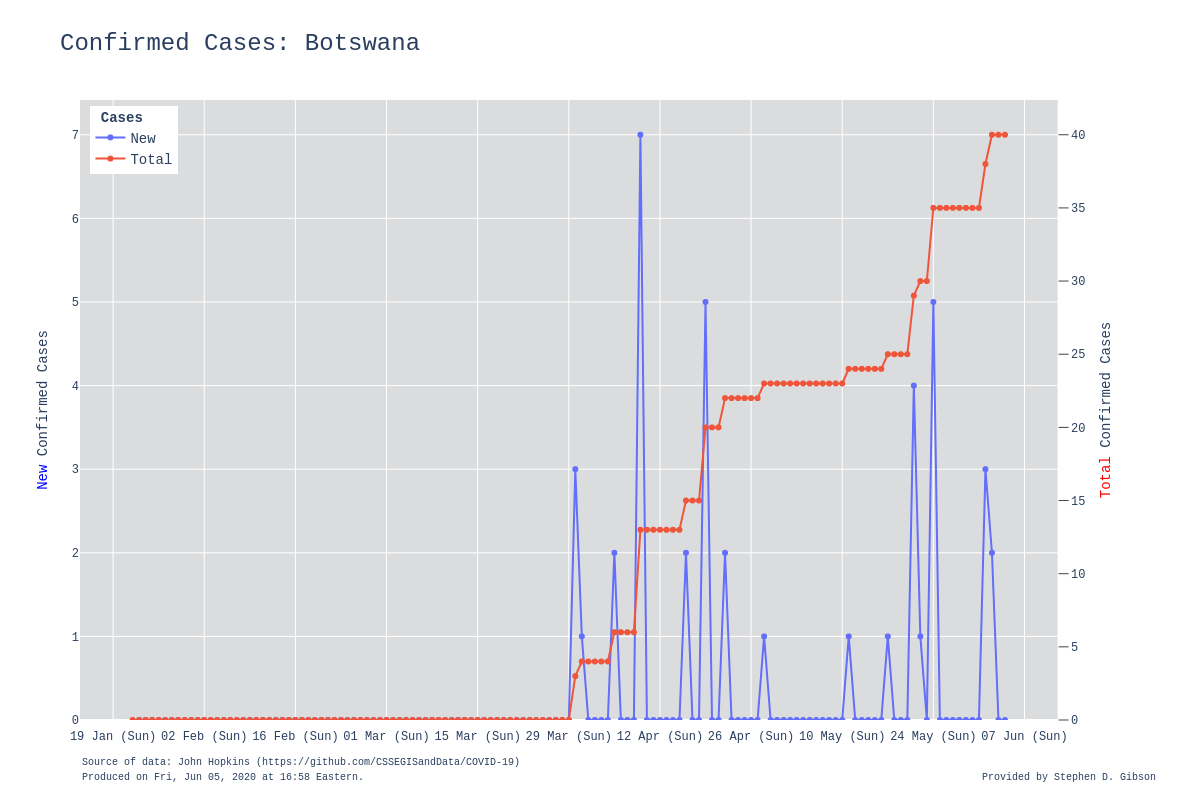 Confirmed Cases: Botswana
Cases
New
Total
7
6
5
4
3
2
1
0
40
35
30
25
20
15
10
5
0
New Confirmed Cases
Total Confirmed Cases
19 Jan (Sun) 02 Feb (Sun) 16 Feb (Sun) 01 Mar (Sun) 15 Mar (Sun) 29 Mar (Sun) 12 Apr (Sun) 26 Apr (Sun) 10 May (Sun) 24 May (Sun) 07 Jun (Sun)
Source of data: John Hopkins (https://github.com/CSSEGISandData/COVID-19)
Produced on Fri, Jun 05, 2020 at 16:58 Eastern.
Provided by Stephen D. Gibson